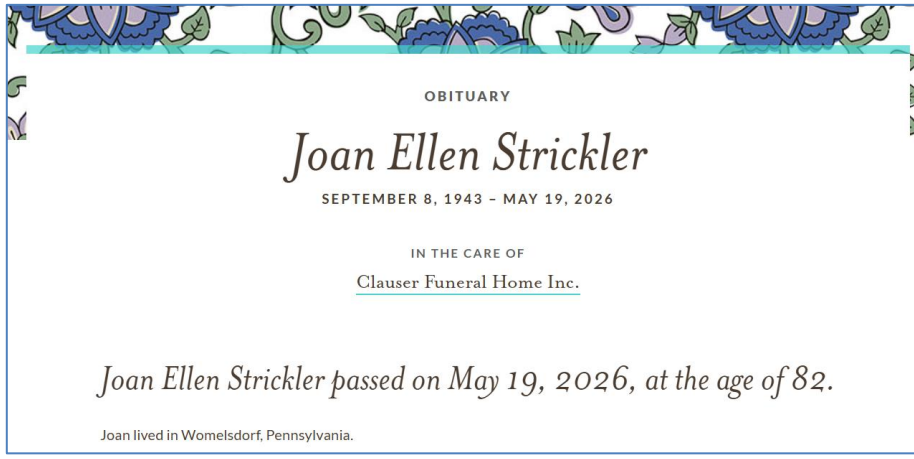 OBITUARY
Joan Ellen Strickler
SEPTEMBER 8, 1943 – MAY 19, 2026
IN THE CARE OF
Clauser Funeral Home Inc.
Joan Ellen Strickler passed on May 19, 2026, at the age of 82.
Joan lived in Womelsdorf, Pennsylvania.